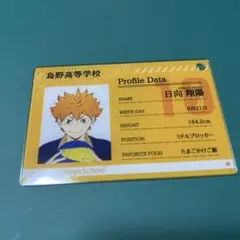 烏野高等学校
Profile Data
10
NAME
日向 翔陽
BIRTH DAY
6月21日
HEIGHT
164.2cm
POSITION
ミドルブロッカー
FAVORITE FOOD
たまごかけご飯
High School